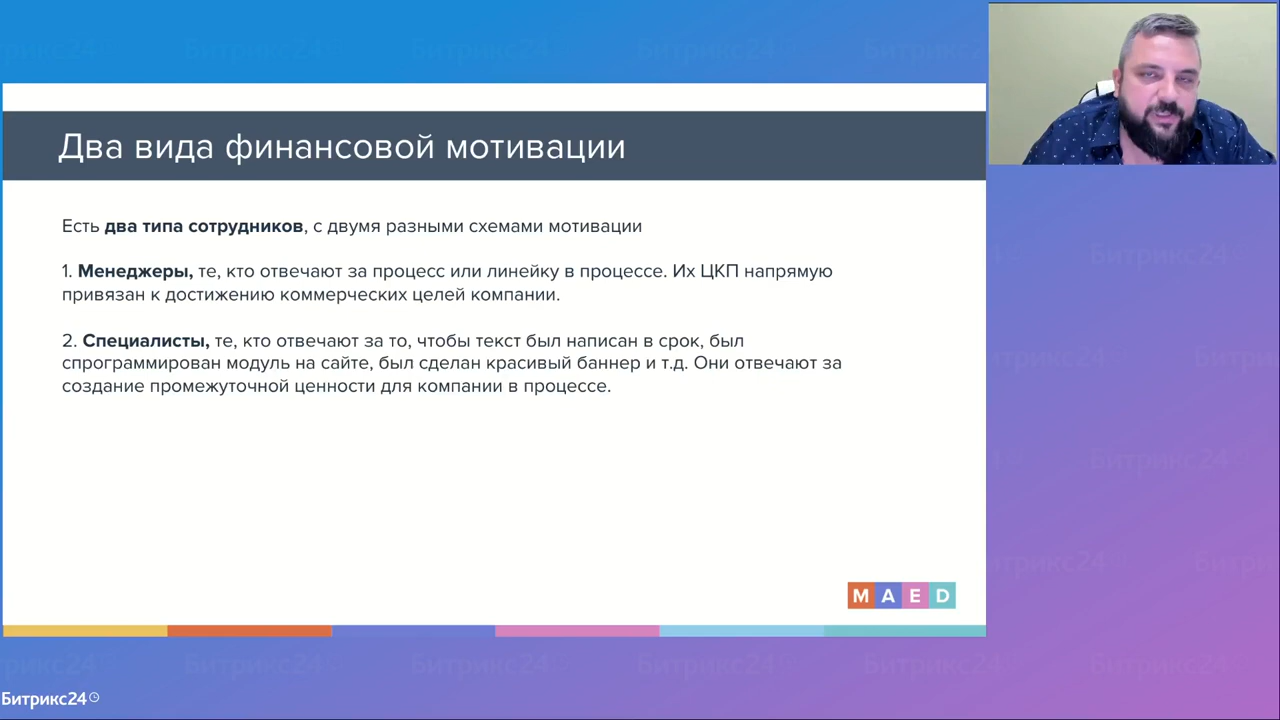 Два вида финансовой мотивации
Есть два типа сотрудников, с двумя разными схемами мотивации
1. Менеджеры, те, кто отвечают за процесс или линейку в процессе. Их ЦКП напрямую
привязан к достижению коммерческих целей компании.
2. Специалисты, те, кто отвечают за то, чтобы текст был написан в срок, был
спрограммирован модуль на сайте, был сделан красивый баннер и т.д. Они отвечают за
создание промежуточной ценности для компании в процессе.
MAED
Битрикс24